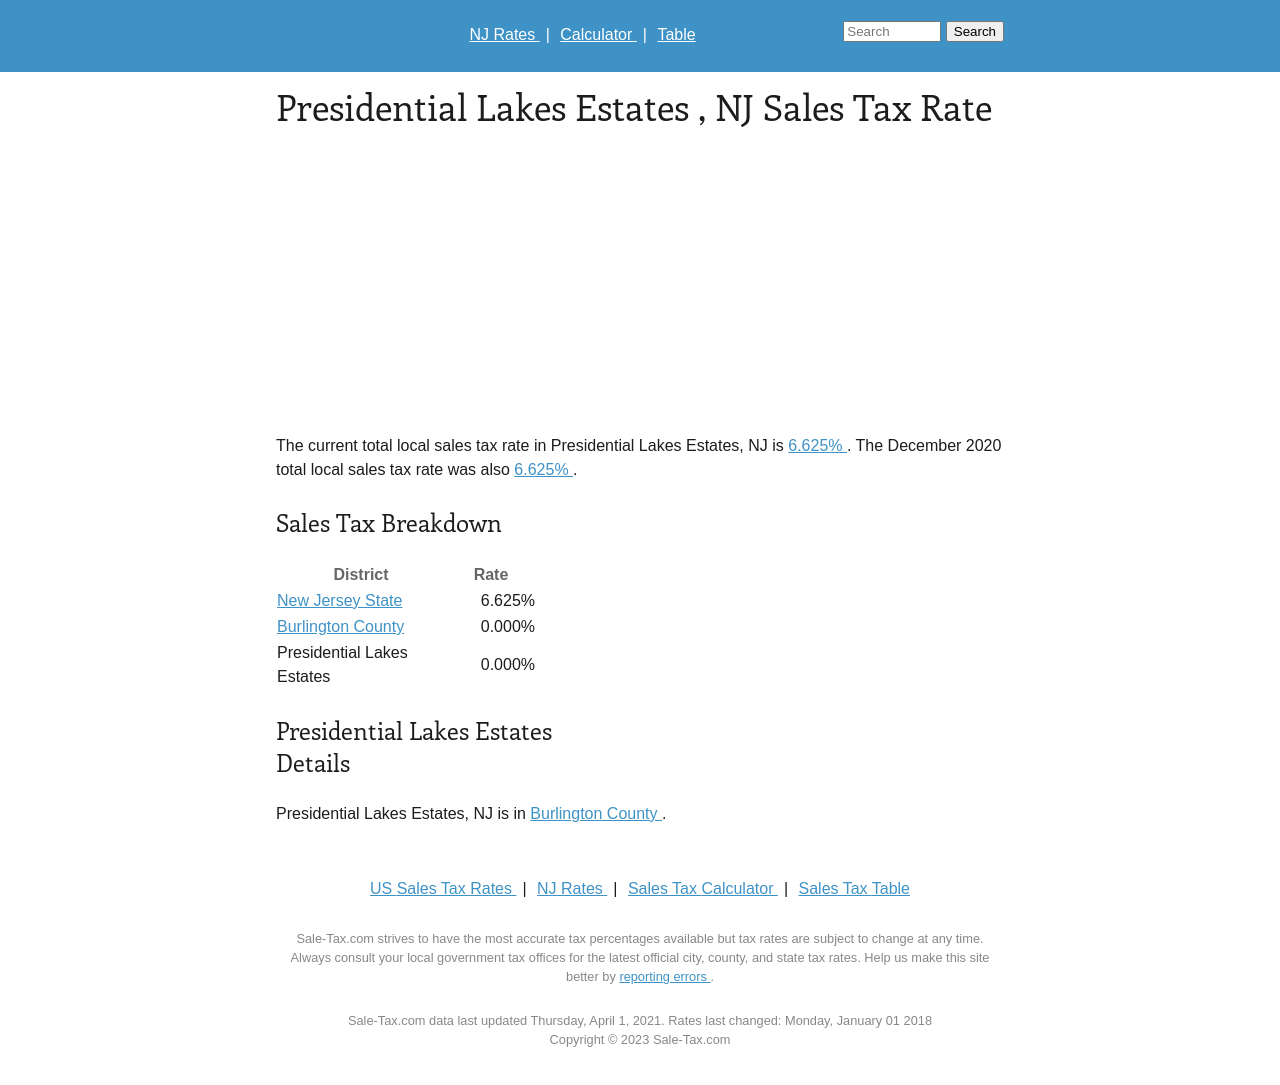 NJ Rates | Calculator | Table
Search Search
Presidential Lakes Estates , NJ Sales Tax Rate
The current total local sales tax rate in Presidential Lakes Estates, NJ is 6.625% . The December 2020
total local sales tax rate was also 6.625% .
Sales Tax Breakdown
District Rate
New Jersey State 6.625%
Burlington County 0.000%
Presidential Lakes
Estates 0.000%
Presidential Lakes Estates
Details
Presidential Lakes Estates, NJ is in Burlington County .
US Sales Tax Rates | NJ Rates | Sales Tax Calculator | Sales Tax Table
Sale-Tax.com strives to have the most accurate tax percentages available but tax rates are subject to change at any time.
Always consult your local government tax offices for the latest official city, county, and state tax rates. Help us make this site
better by reporting errors .
Sale-Tax.com data last updated Thursday, April 1, 2021. Rates last changed: Monday, January 01 2018
Copyright © 2023 Sale-Tax.com